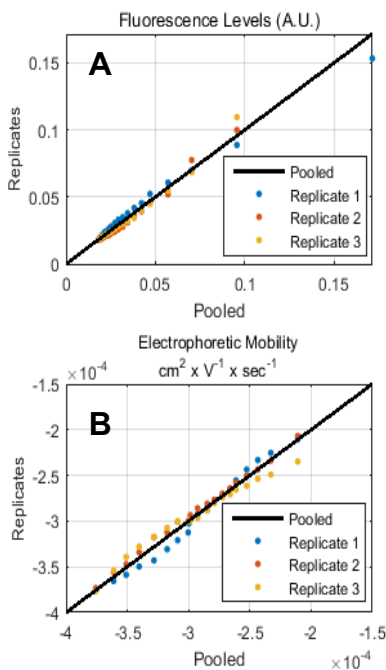 Fluorescence Levels (A.U.)
A
0.15
0.1
0.05
0
Replicates
Pooled
Replicate 1
Replicate 2
Replicate 3
0 0.05 0.1 0.15
Pooled
Electrophoretic Mobility
cm² x V⁻¹ x sec⁻¹
×10⁻⁴
B
-1.5
-2
-2.5
-3
-3.5
-4
Replicates
Pooled
Replicate 1
Replicate 2
Replicate 3
-4 -3.5 -3 -2.5 -2 -1.5
Pooled
×10⁻⁴